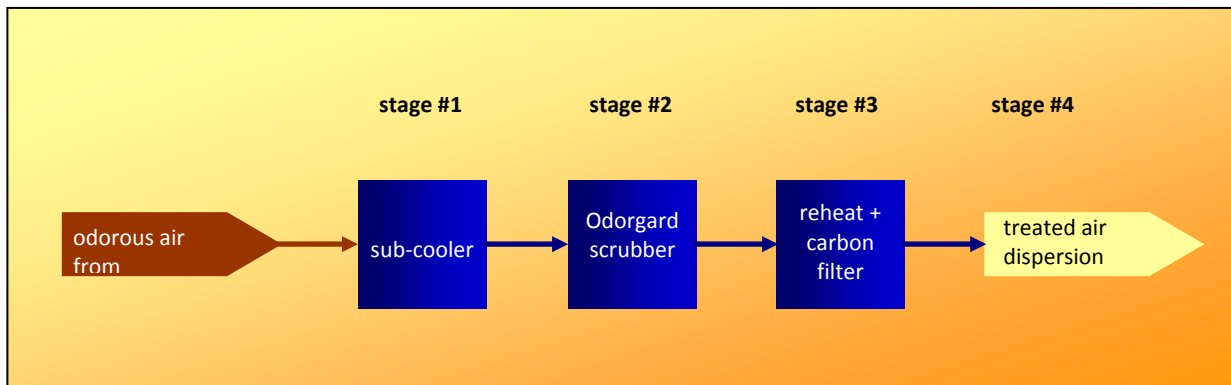 stage #1
stage #2
stage #3
stage #4
odorous air
from
sub-cooler
Odorgard
scrubber
reheat +
carbon
filter
treated air
dispersion